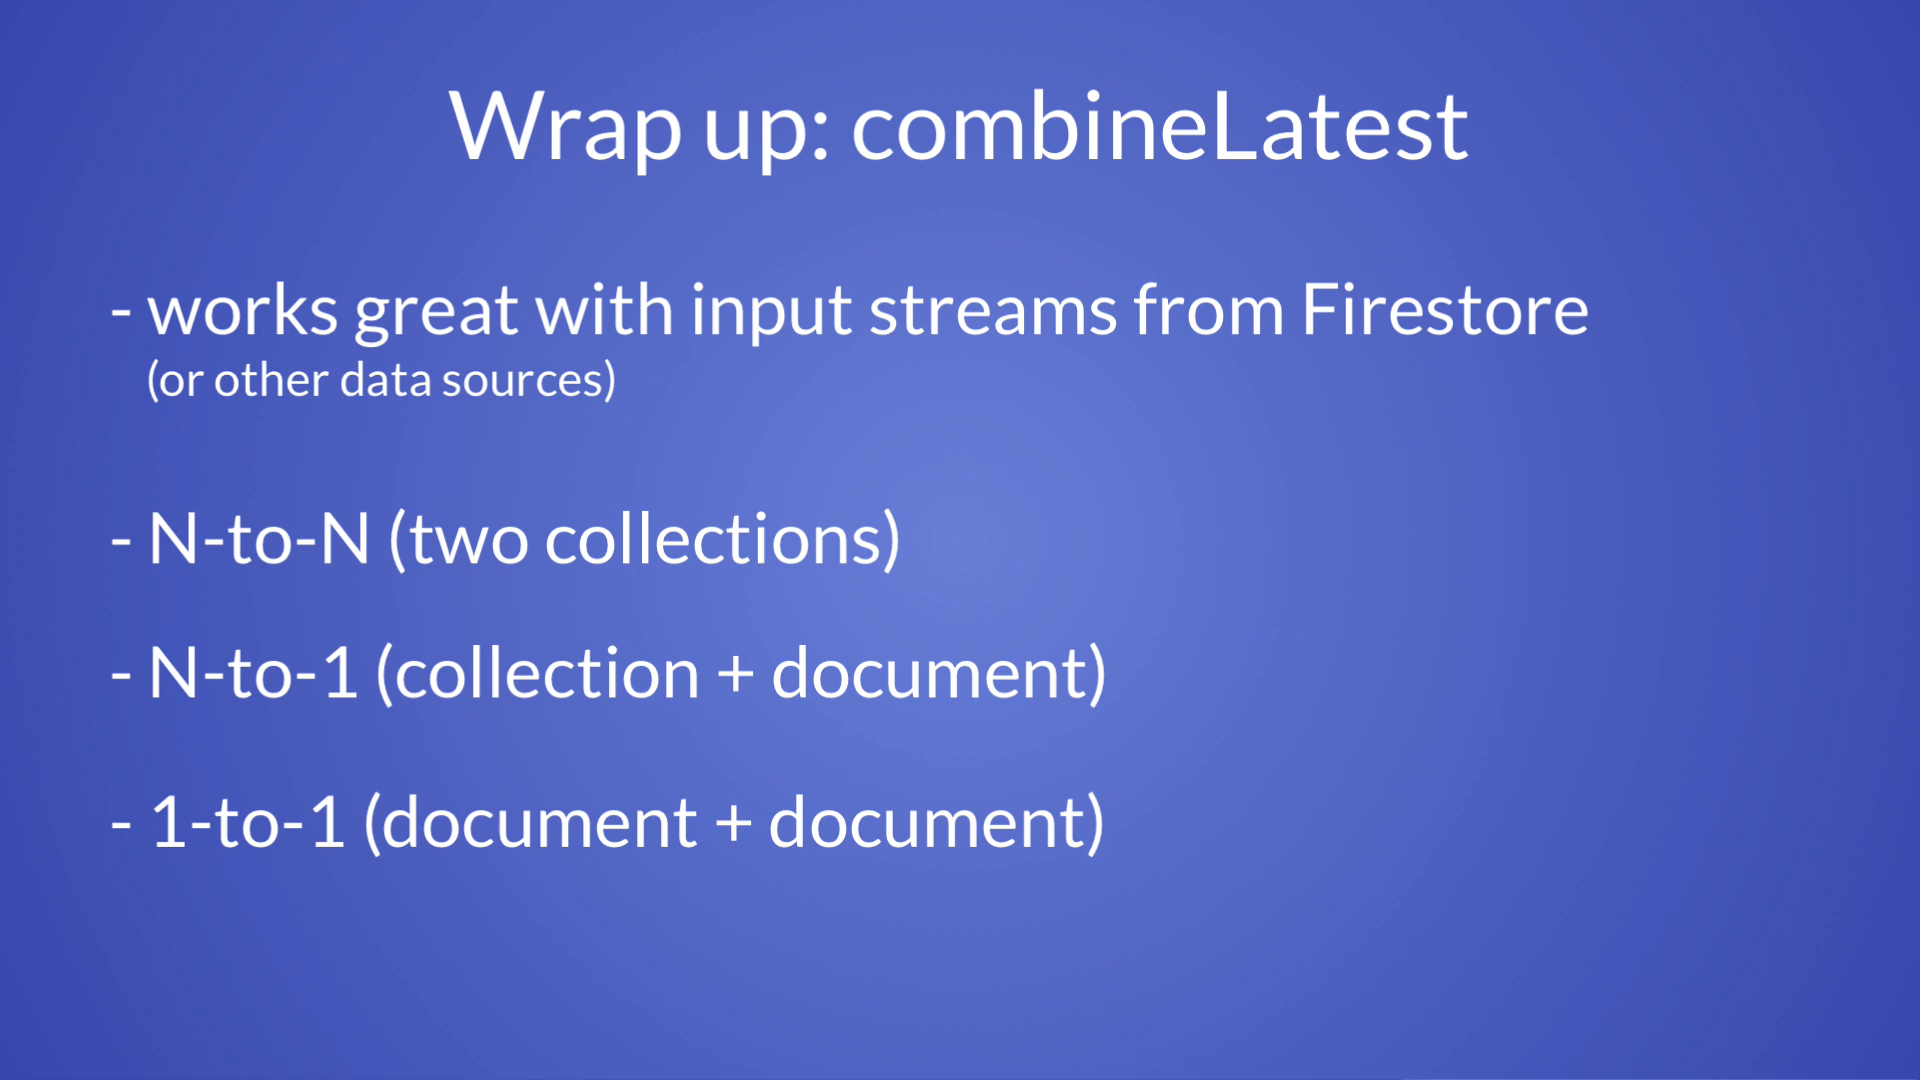 Wrap up: combineLatest
- works great with input streams from Firestore
(or other data sources)
- N-to-N (two collections)
- N-to-1 (collection + document)
- 1-to-1 (document + document)